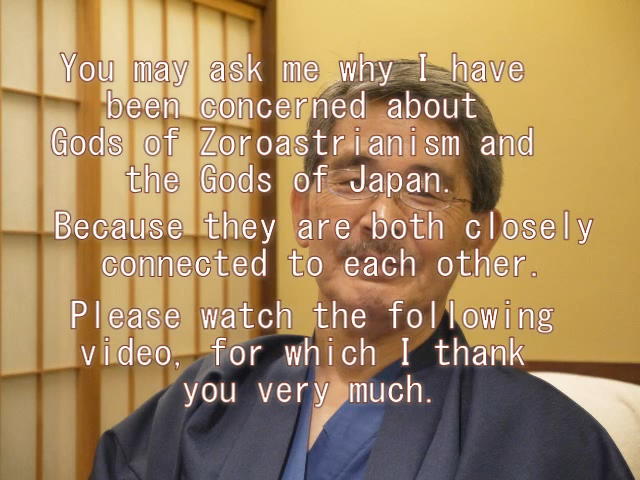 You may ask me why I have
been concerned about
Gods of Zoroastrianism and
the Gods of Japan.
Because they are both closely
connected to each other.
Please watch the following
video, for which I thank
you very much.